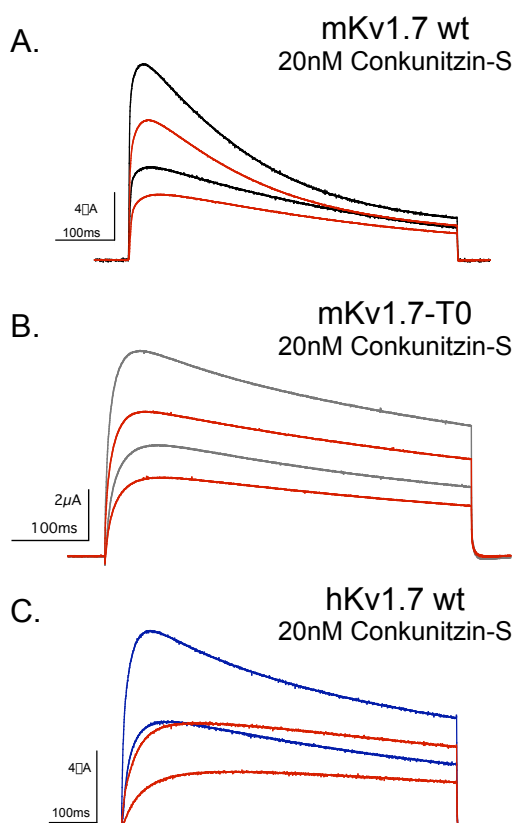 A.
mKv1.7 wt
20nM Conkunitzin-S
4▯A
100ms
B.
mKv1.7-T0
20nM Conkunitzin-S
2µA
100ms
C.
hKv1.7 wt
20nM Conkunitzin-S
4▯A
100ms